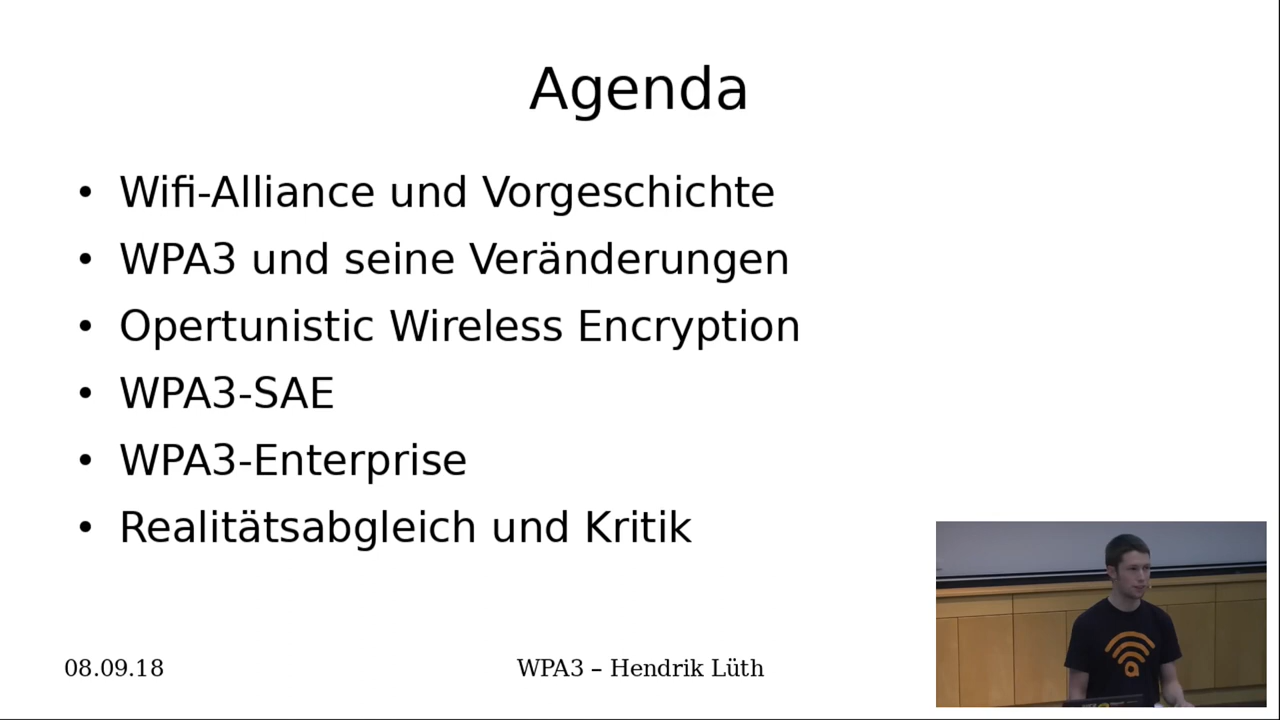 Agenda
• Wifi-Alliance und Vorgeschichte
• WPA3 und seine Veränderungen
• Opertunistic Wireless Encryption
• WPA3-SAE
• WPA3-Enterprise
• Realitätsabgleich und Kritik
08.09.18
WPA3 – Hendrik Lüth